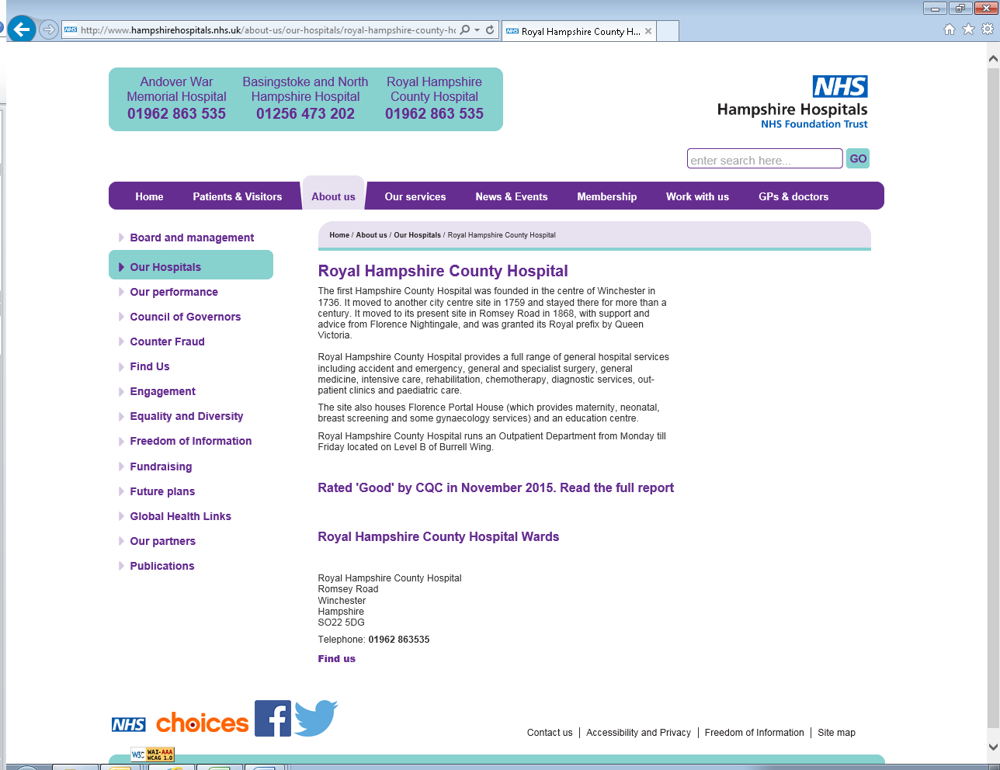 http://www.hampshirehospitals.nhs.uk/about-us/our-hospitals/royal-hampshire-county-hc
NHS Royal Hampshire County H...
Andover War Memorial Hospital
01962 863 535
Basingstoke and North Hampshire Hospital
01256 473 202
Royal Hampshire County Hospital
01962 863 535
NHS
Hampshire Hospitals
NHS Foundation Trust
enter search here... GO
Home Patients & Visitors About us Our services News & Events Membership Work with us GPs & doctors
Board and management
Our Hospitals
Our performance
Council of Governors
Counter Fraud
Find Us
Engagement
Equality and Diversity
Freedom of Information
Fundraising
Future plans
Global Health Links
Our partners
Publications
Home / About us / Our Hospitals / Royal Hampshire County Hospital
Royal Hampshire County Hospital
The first Hampshire County Hospital was founded in the centre of Winchester in
1736. It moved to another city centre site in 1759 and stayed there for more than a
century. It moved to its present site in Romsey Road in 1868, with support and
advice from Florence Nightingale, and was granted its Royal prefix by Queen
Victoria.
Royal Hampshire County Hospital provides a full range of general hospital services
including accident and emergency, general and specialist surgery, general
medicine, intensive care, rehabilitation, chemotherapy, diagnostic services, out-
patient clinics and paediatric care.
The site also houses Florence Portal House (which provides maternity, neonatal,
breast screening and some gynaecology services) and an education centre.
Royal Hampshire County Hospital runs an Outpatient Department from Monday till
Friday located on Level B of Burrell Wing.
Rated 'Good' by CQC in November 2015. Read the full report
Royal Hampshire County Hospital Wards
Royal Hampshire County Hospital
Romsey Road
Winchester
Hampshire
SO22 5DG
Telephone: 01962 863535
Find us
NHS choices
Contact us | Accessibility and Privacy | Freedom of Information | Site map
W3C WAI-AAA
WCAG 1.0